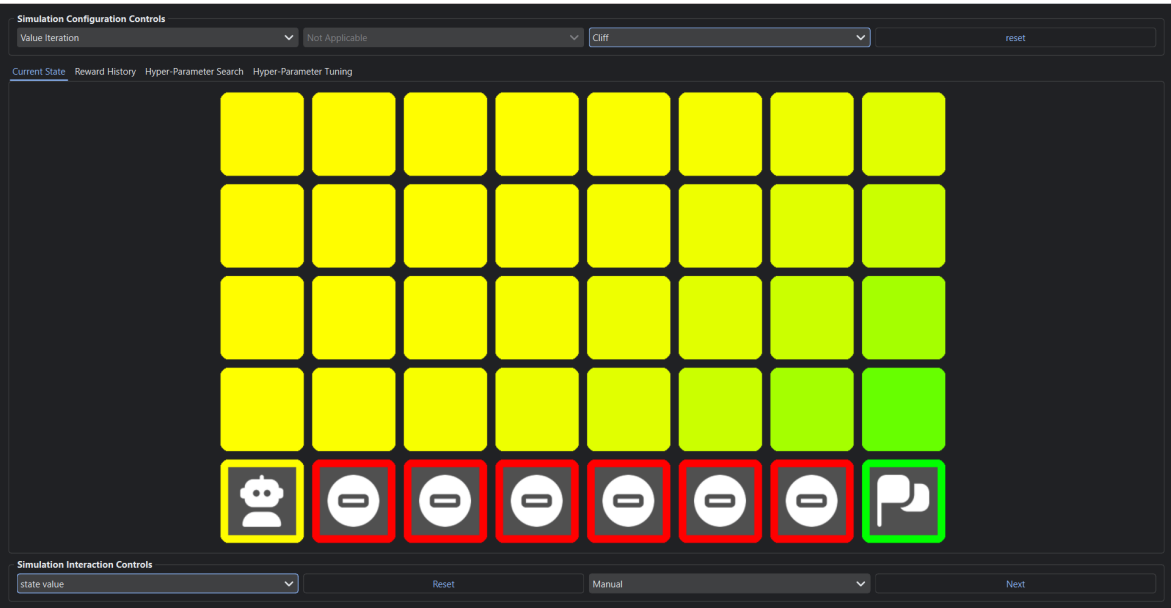 Simulation Configuration Controls
Value Iteration
Not Applicable
Cliff
reset
Current State
Reward History
Hyper-Parameter Search
Hyper-Parameter Tuning
Simulation Interaction Controls
state value
Reset
Manual
Next